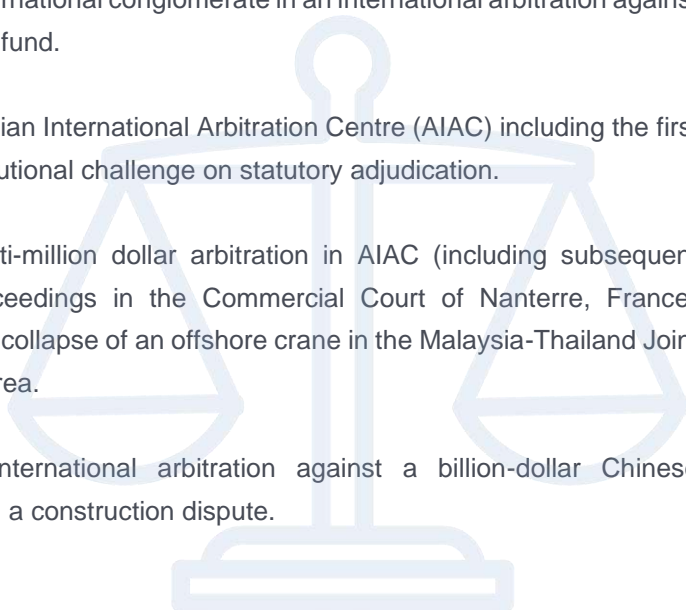 national conglomerate in an international arbitration agains
fund.
ian International Arbitration Centre (AIAC) including the firs
utional challenge on statutory adjudication.
ti-million dollar arbitration in AIAC (including subsequen
ceedings in the Commercial Court of Nanterre, France
collapse of an offshore crane in the Malaysia-Thailand Join
rea.
nternational arbitration against a billion-dollar Chines
a construction dispute.